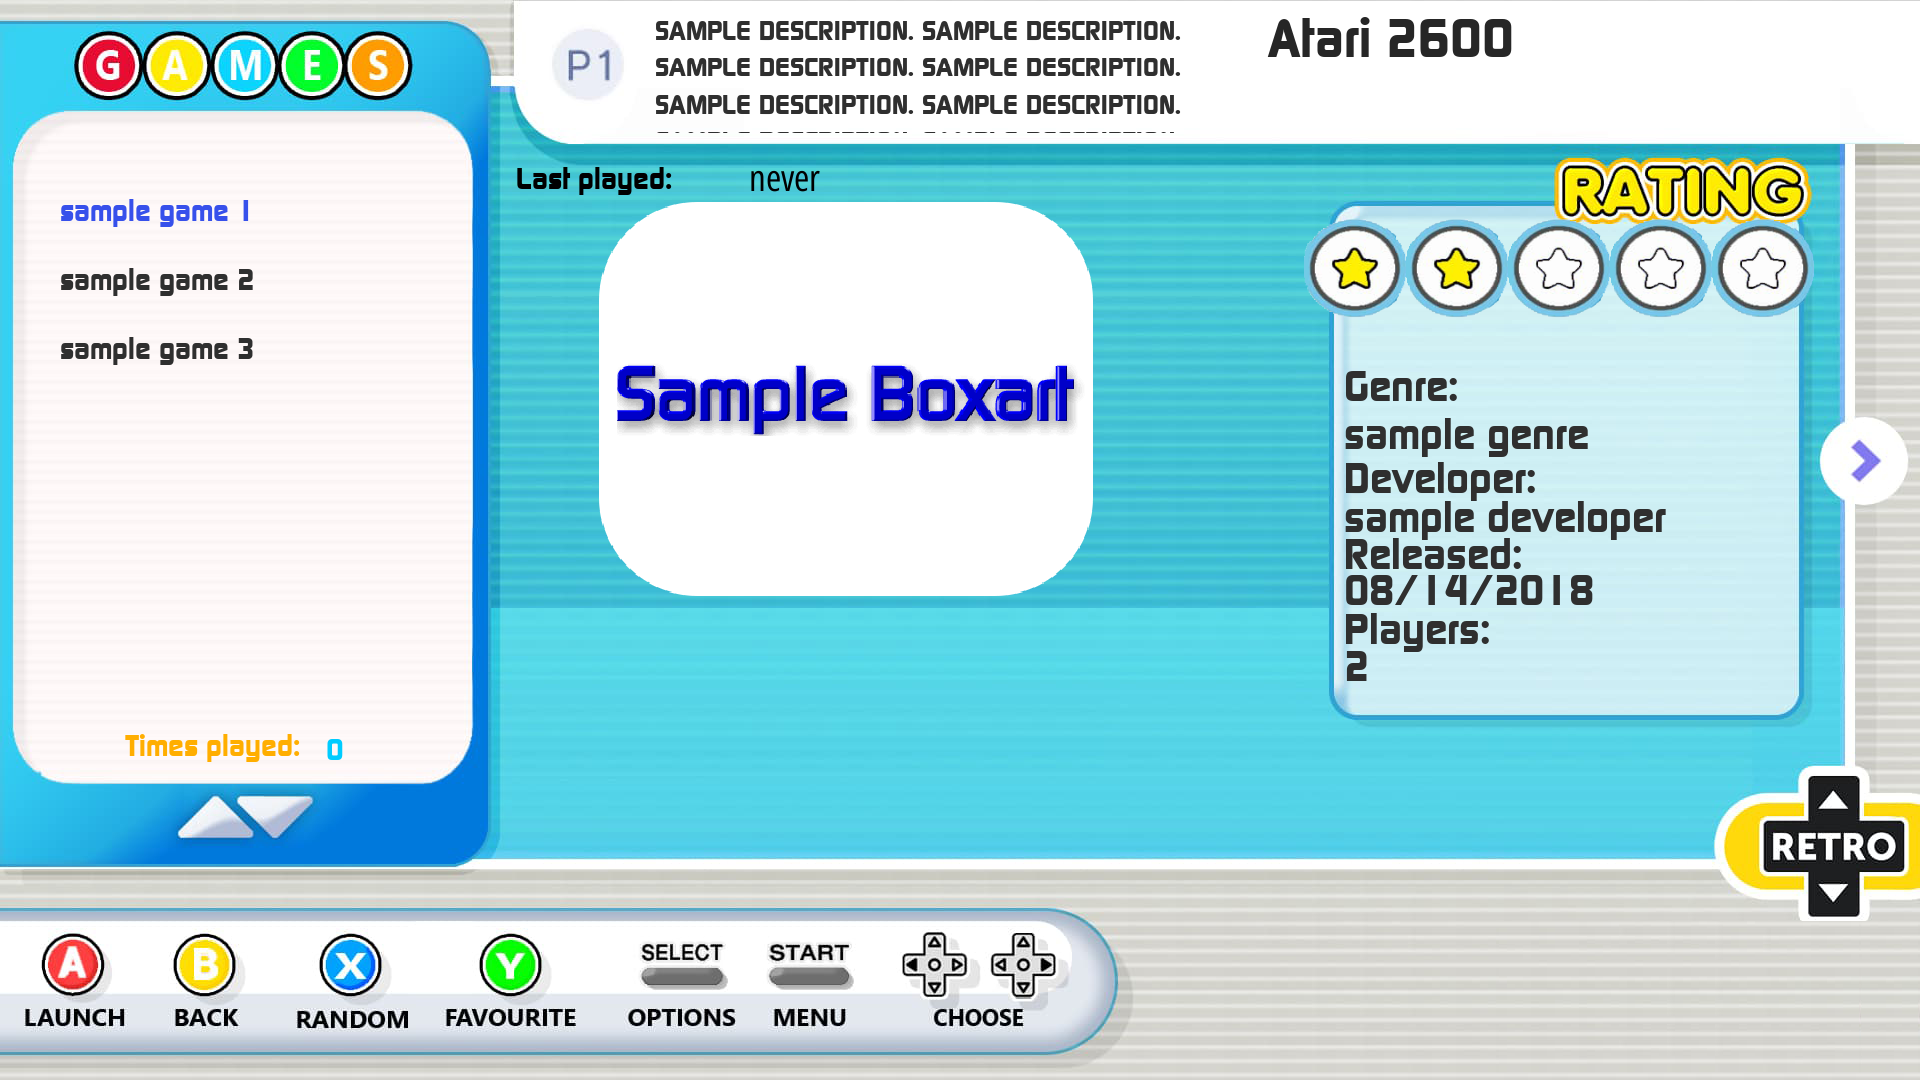 GAMES
sample game 1
sample game 2
sample game 3
Times played: 0
P1
SAMPLE DESCRIPTION. SAMPLE DESCRIPTION.
SAMPLE DESCRIPTION. SAMPLE DESCRIPTION.
SAMPLE DESCRIPTION. SAMPLE DESCRIPTION.
Atari 2600
Last played: never
Sample Boxart
RATING
Genre:
sample genre
Developer:
sample developer
Released:
08/14/2018
Players:
2
RETRO
A B X Y SELECT START
LAUNCH BACK RANDOM FAVOURITE OPTIONS MENU CHOOSE